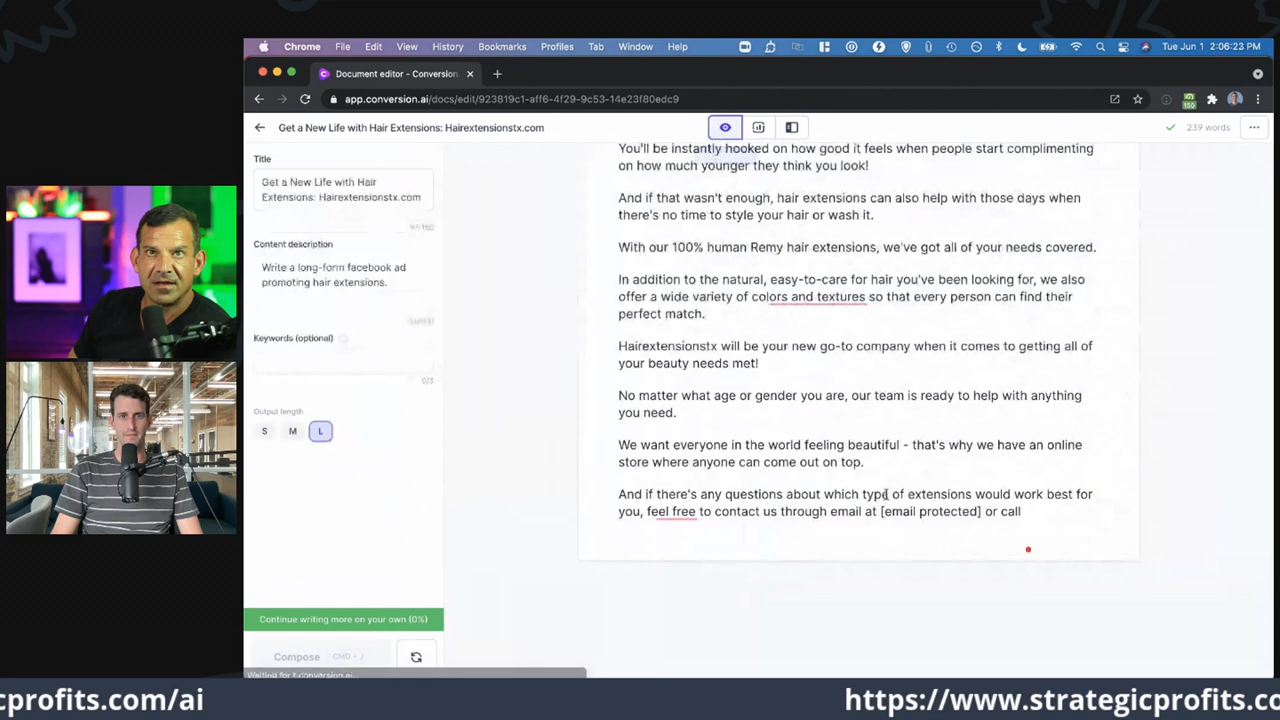 Chrome File Edit View History Bookmarks Profiles Tab Window Help
Tue Jun 1 2:06:23 PM
Document editor - Conversion.
app.conversion.ai/docs/edit/923819c1-aff6-4f29-9c53-14e23f80edc9
150
Get a New Life with Hair Extensions: Hairextensionstx.com
239 words
Title
Get a New Life with Hair
Extensions: Hairextensionstx.com
Content description
Write a long-form facebook ad
promoting hair extensions.
Keywords (optional)
0/3
Output length
S M L
Continue writing more on your own (0%)
Compose CMD + J
Waiting for t.conversion.ai...
You'll be instantly hooked on how good it feels when people start complimenting
on how much younger they think you look!
And if that wasn't enough, hair extensions can also help with those days when
there's no time to style your hair or wash it.
With our 100% human Remy hair extensions, we've got all of your needs covered.
In addition to the natural, easy-to-care for hair you've been looking for, we also
offer a wide variety of colors and textures so that every person can find their
perfect match.
Hairextensionstx will be your new go-to company when it comes to getting all of
your beauty needs met!
No matter what age or gender you are, our team is ready to help with anything
you need.
We want everyone in the world feeling beautiful - that's why we have an online
store where anyone can come out on top.
And if there's any questions about which type of extensions would work best for
you, feel free to contact us through email at [email protected] or call
cprofits.com/ai
https://www.strategicprofits.co